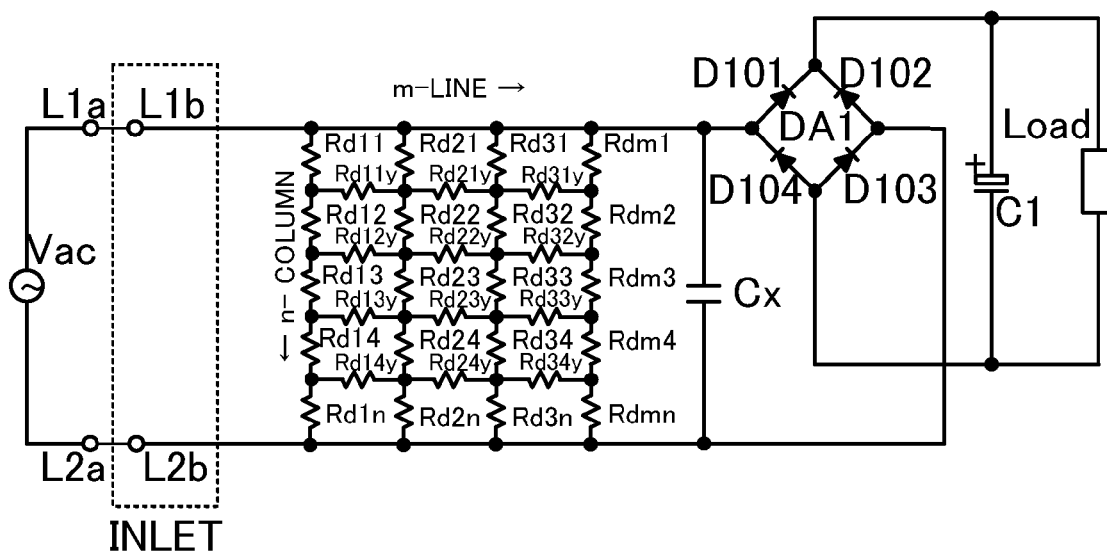 D101 D102
m-LINE →
L1a L1b
DA1 Load
Rd11 Rd21 Rd31 Rdm1
Rd11y Rd21y Rd31y
D104 D103
+
C1
Rd12 Rd22 Rd32 Rdm2
Vac
Rd12y Rd22y Rd32y
~
Rd13 Rd23 Rd33 Rdm3
Cx
Rd13y Rd23y Rd33y
← n- COLUMN
Rd14 Rd24 Rd34 Rdm4
Rd14y Rd24y Rd34y
Rd1n Rd2n Rd3n Rdmn
L2a L2b
INLET